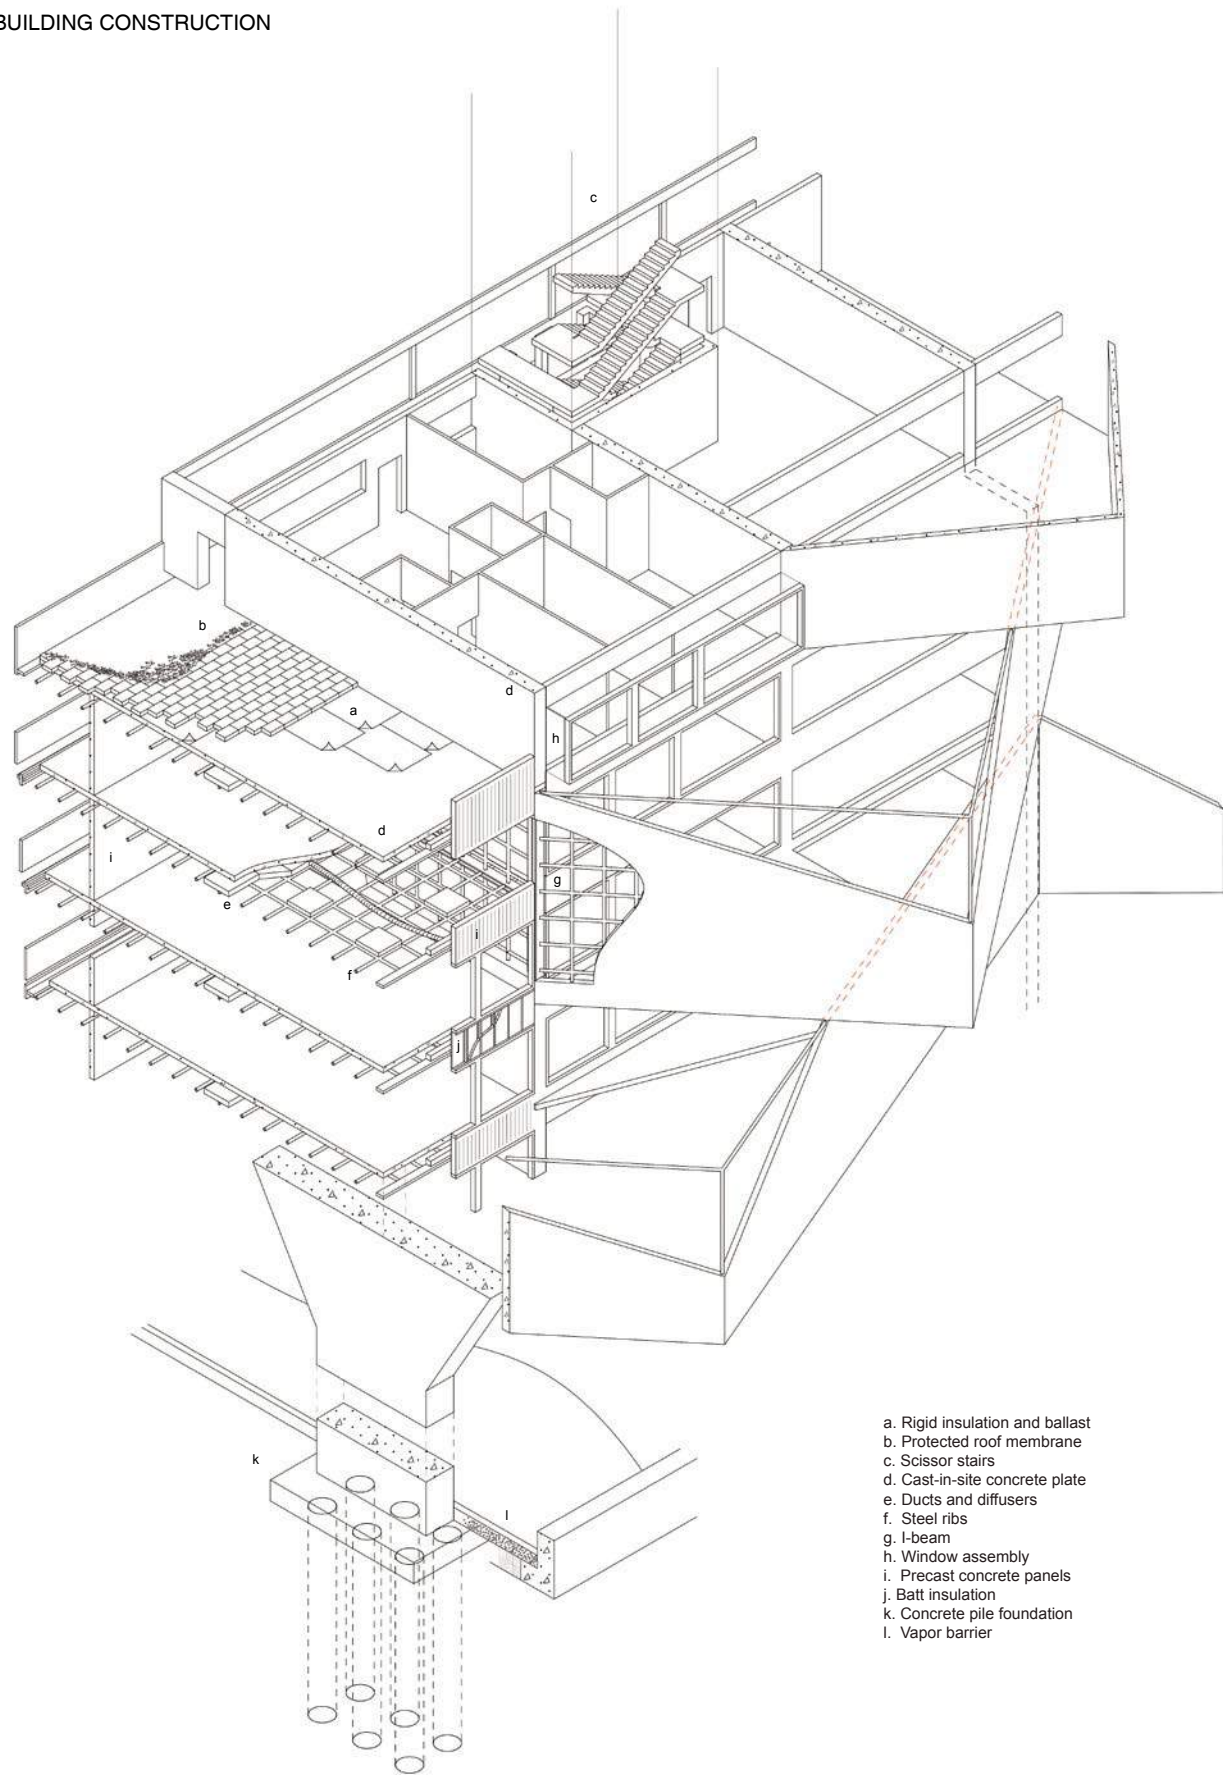 BUILDING CONSTRUCTION
c
b
d
a
h
d
i
g
e
i
f
j
k
l
a. Rigid insulation and ballast
b. Protected roof membrane
c. Scissor stairs
d. Cast-in-site concrete plate
e. Ducts and diffusers
f. Steel ribs
g. I-beam
h. Window assembly
i. Precast concrete panels
j. Batt insulation
k. Concrete pile foundation
l. Vapor barrier